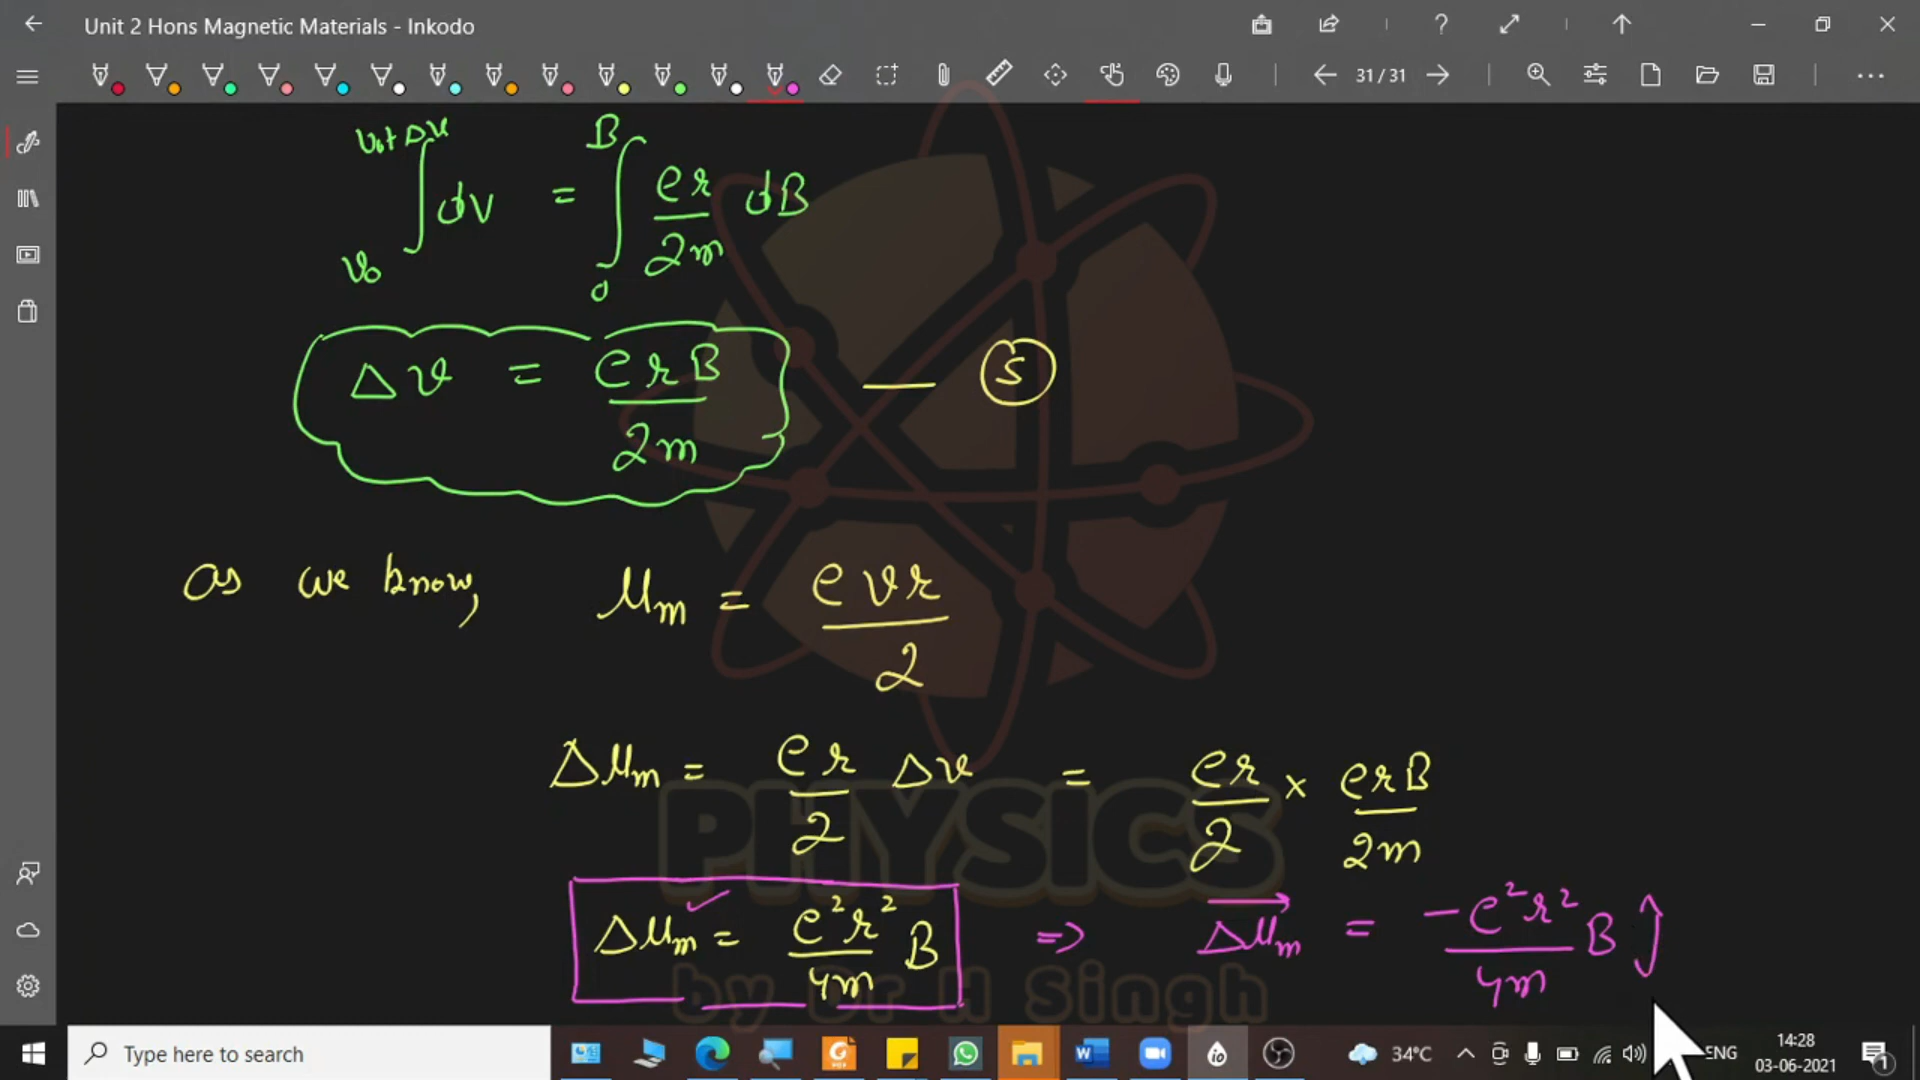 Unit 2 Hons Magnetic Materials - Inkodo
31 / 31
∫_{v₀}^{v₀+Δv} dv = ∫_{0}^{B} er/2m dB
Δv = erB/2m — (5)
as we know, μm = evr/2
Δμm = er/2 Δv = er/2 × erB/2m
Δμm = e²r²/4m B ⇒ Δμm = -e²r²/4m B ĵ
PHYSICS
by Dr H Singh
Type here to search
34°C
ENG
14:28
03-06-2021
1